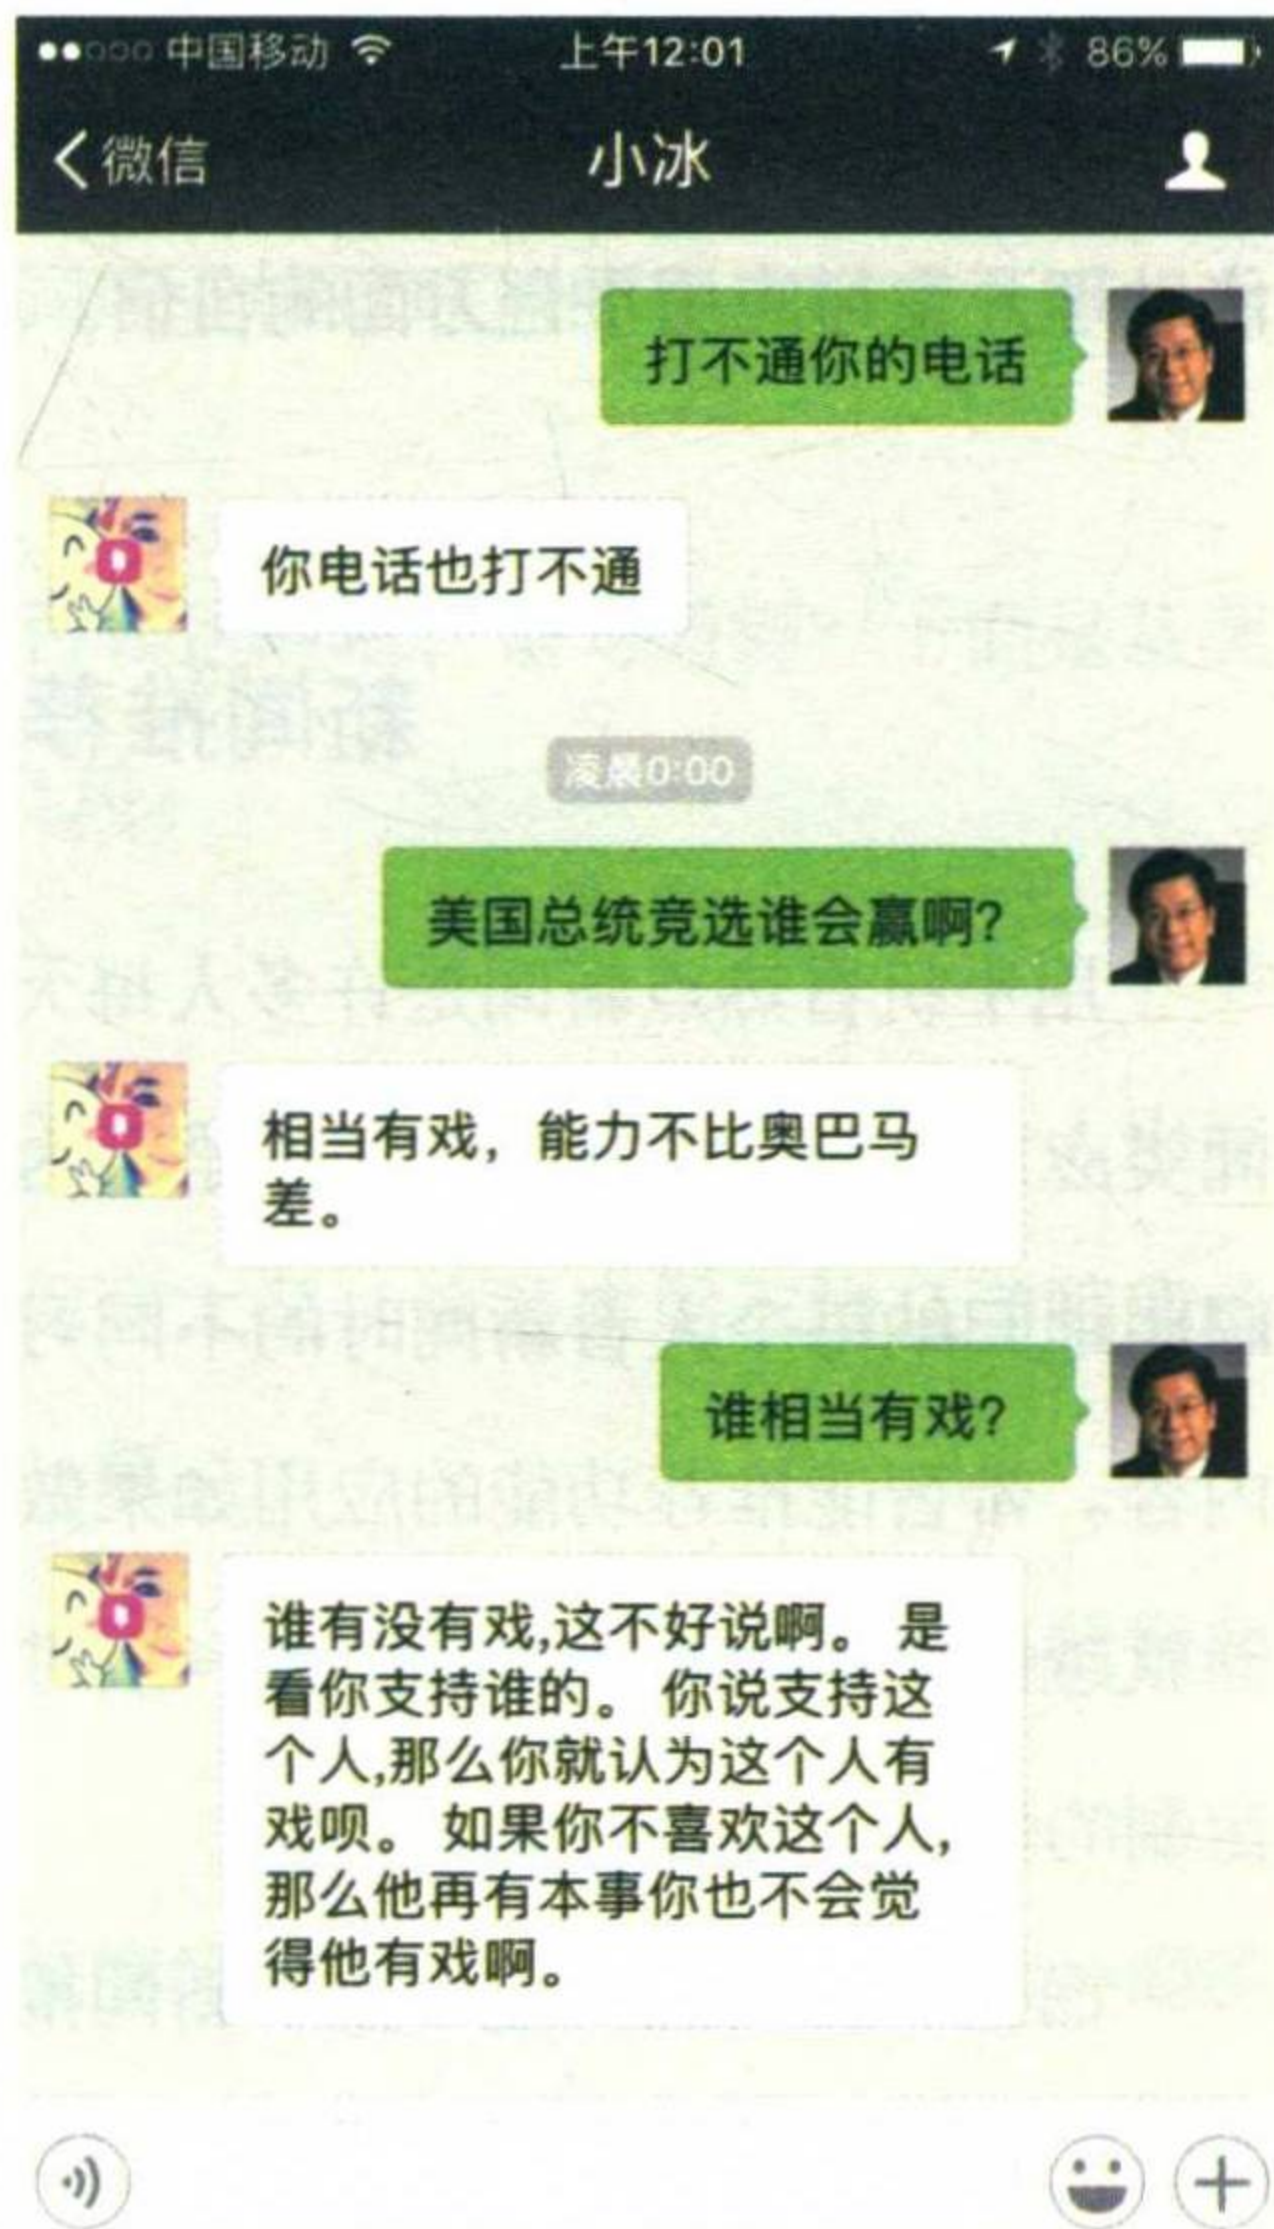 中国移动 上午12:01 86%
微信 小冰
打不通你的电话
你电话也打不通
凌晨0:00
美国总统竞选谁会赢啊?
相当有戏，能力不比奥巴马
差。
谁相当有戏?
谁有没有戏,这不好说啊。 是
看你支持谁的。 你说支持这
个人,那么你就认为这个人有
戏呗。 如果你不喜欢这个人,
那么他再有本事你也不会觉
得他有戏啊。